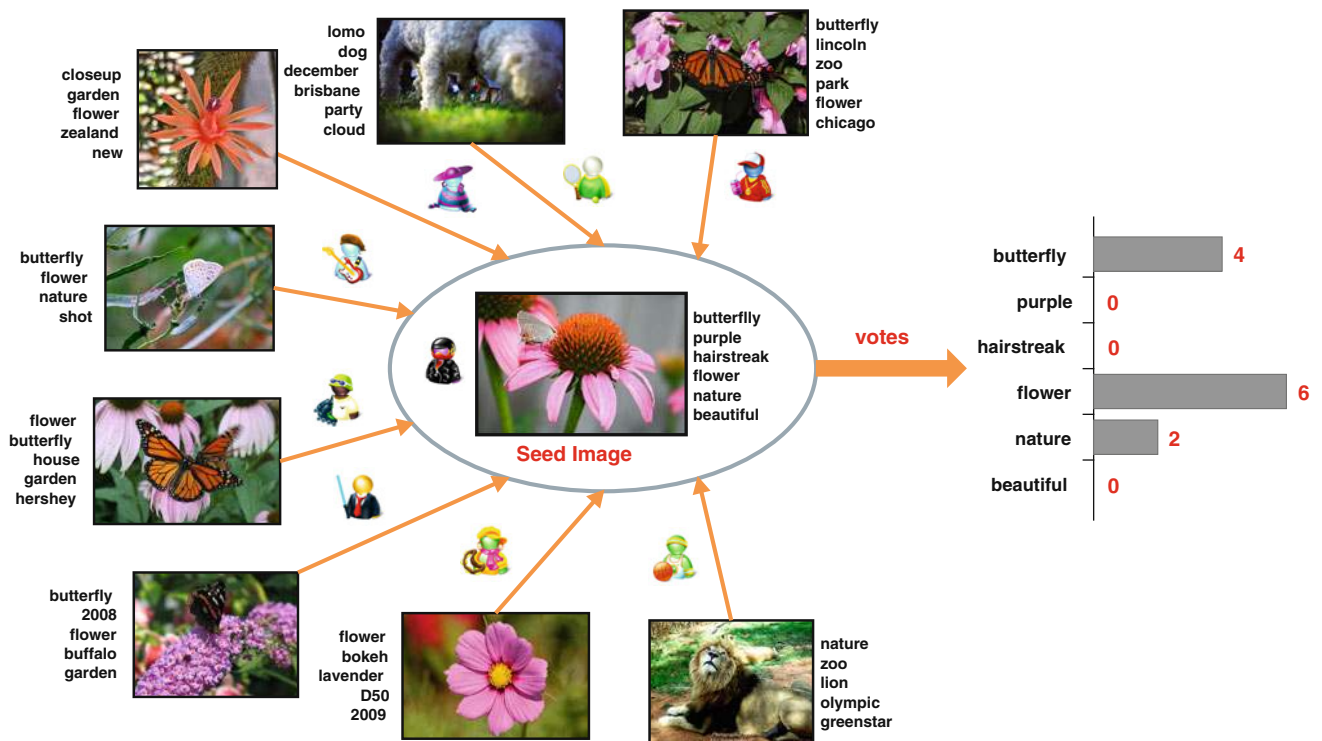 closeup
garden
flower
zealand
new
lomo
dog
december
brisbane
party
cloud
butterfly
lincoln
zoo
park
flower
chicago
butterfly
flower
nature
shot
flower
butterfly
house
garden
hershey
butterfly
2008
flower
buffalo
garden
flower
bokeh
lavender
D50
2009
nature
zoo
lion
olympic
greenstar
butterflly
purple
hairstreak
flower
nature
beautiful
Seed Image
votes
butterfly 4
purple 0
hairstreak 0
flower 6
nature 2
beautiful 0